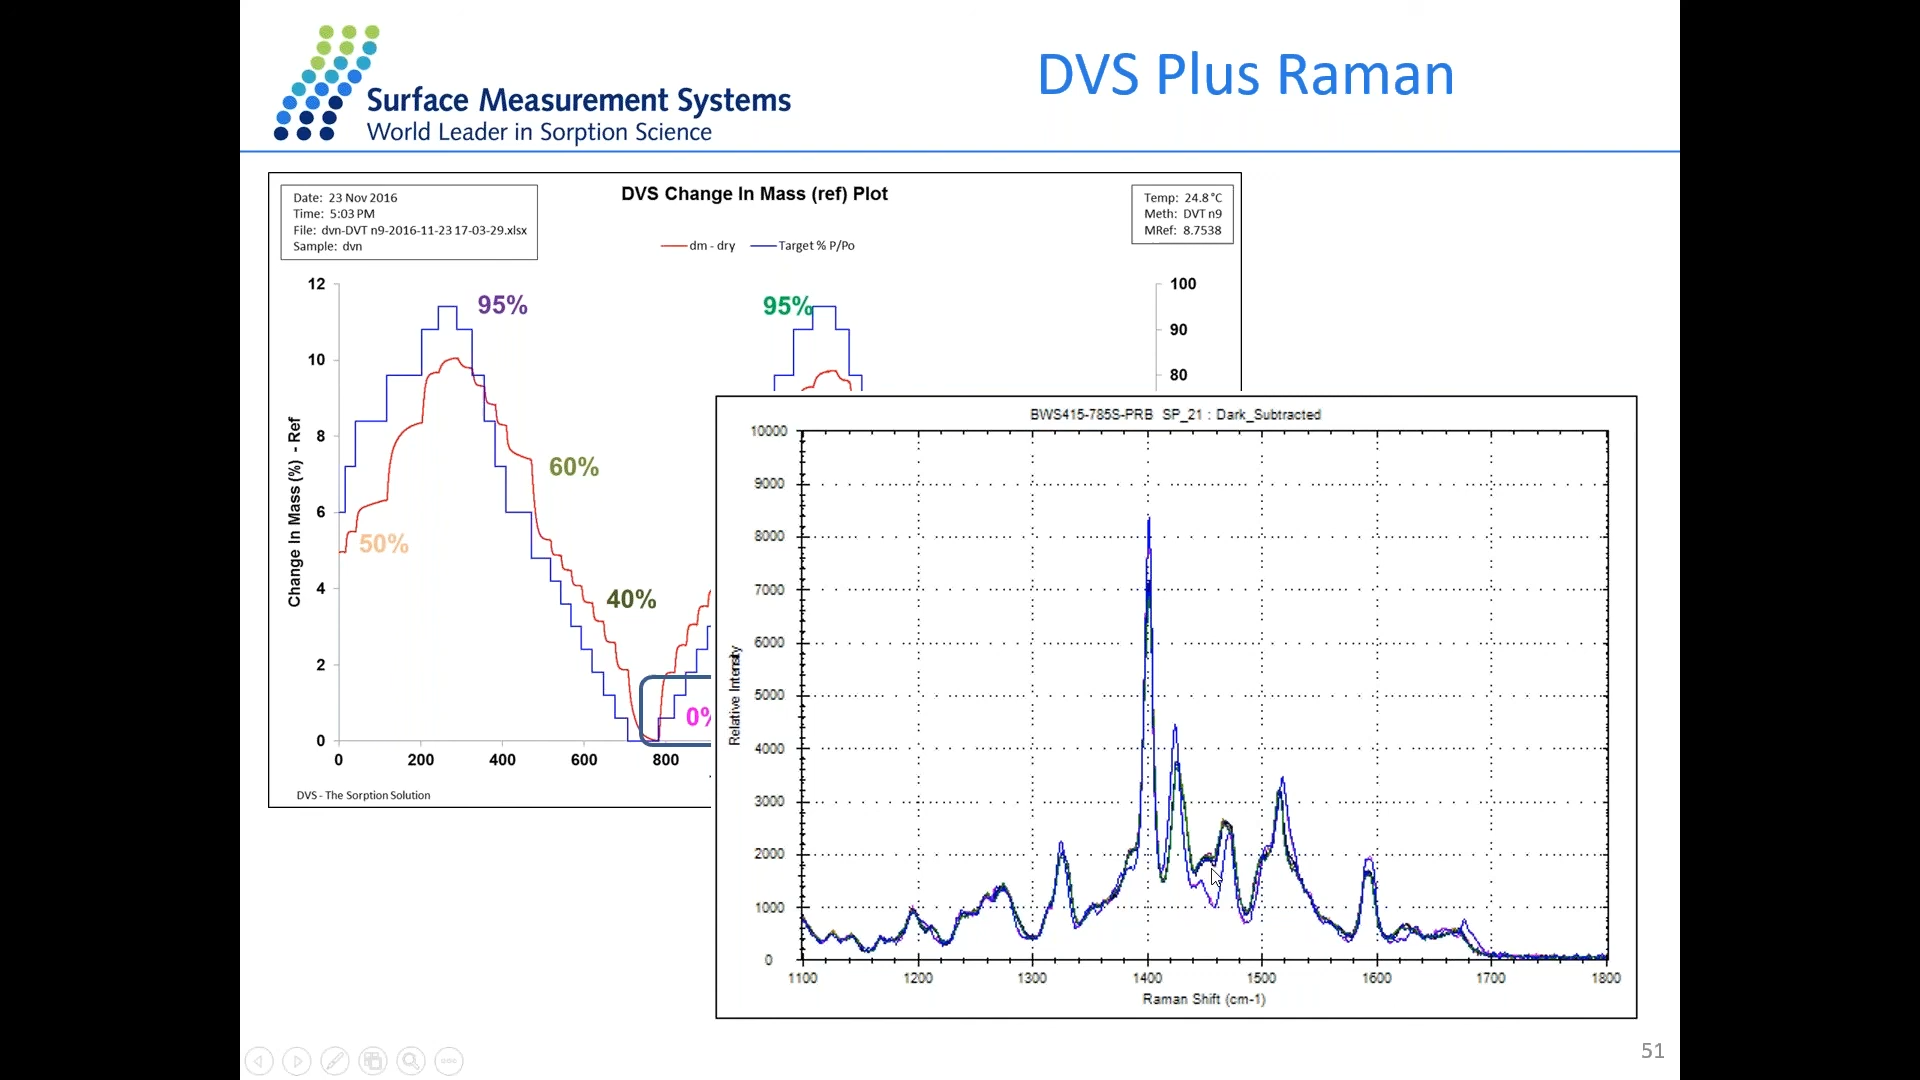 Surface Measurement Systems
World Leader in Sorption Science
DVS Plus Raman
Date: 23 Nov 2016
Time: 5:03 PM
File: dvn-DVT n9-2016-11-23 17-03-29.xlsx
Sample: dvn
DVS Change In Mass (ref) Plot
Temp: 24.8 °C
Meth: DVT n9
MRef: 8.7538
dm - dry
Target % P/Po
Change In Mass (%) - Ref
12
10
8
6
4
2
0
0
200
400
600
800
100
90
80
95%
95%
60%
50%
40%
0%
DVS - The Sorption Solution
BWS415-785S-PRB SP_21 : Dark_Subtracted
Relative Intensity
10000
9000
8000
7000
6000
5000
4000
3000
2000
1000
0
1100
1200
1300
1400
1500
1600
1700
1800
Raman Shift (cm-1)
51